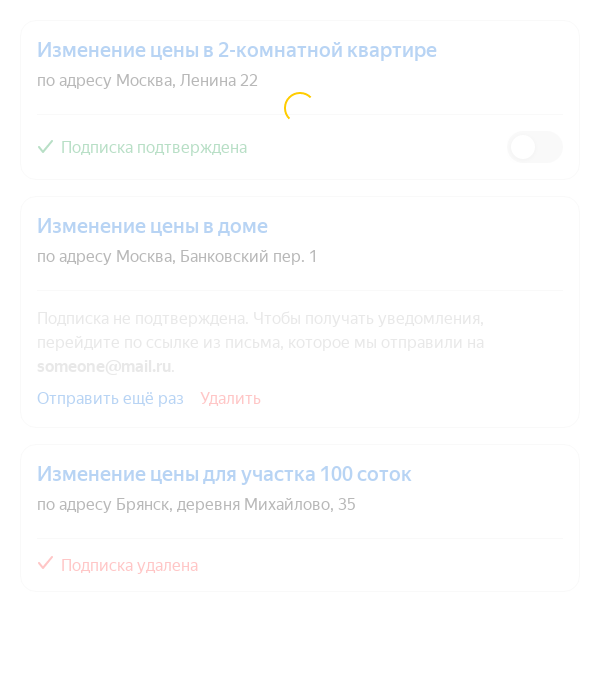 Изменение цены в 2-комнатной квартире
по адресу Москва, Ленина 22
Подписка подтверждена
Изменение цены в доме
по адресу Москва, Банковский пер. 1
Подписка не подтверждена. Чтобы получать уведомления,
перейдите по ссылке из письма, которое мы отправили на
someone@mail.ru.
Отправить ещё раз Удалить
Изменение цены для участка 100 соток
по адресу Брянск, деревня Михайлово, 35
Подписка удалена